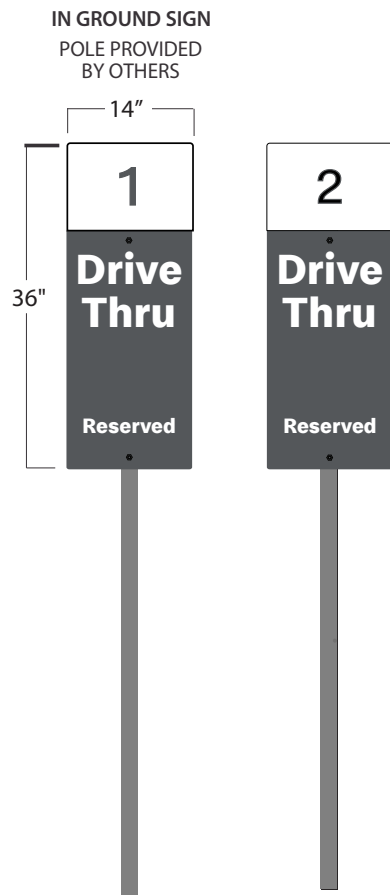 IN GROUND SIGN
POLE PROVIDED
BY OTHERS
14”
36"
1
Drive
Thru
Reserved
2
Drive
Thru
Reserved